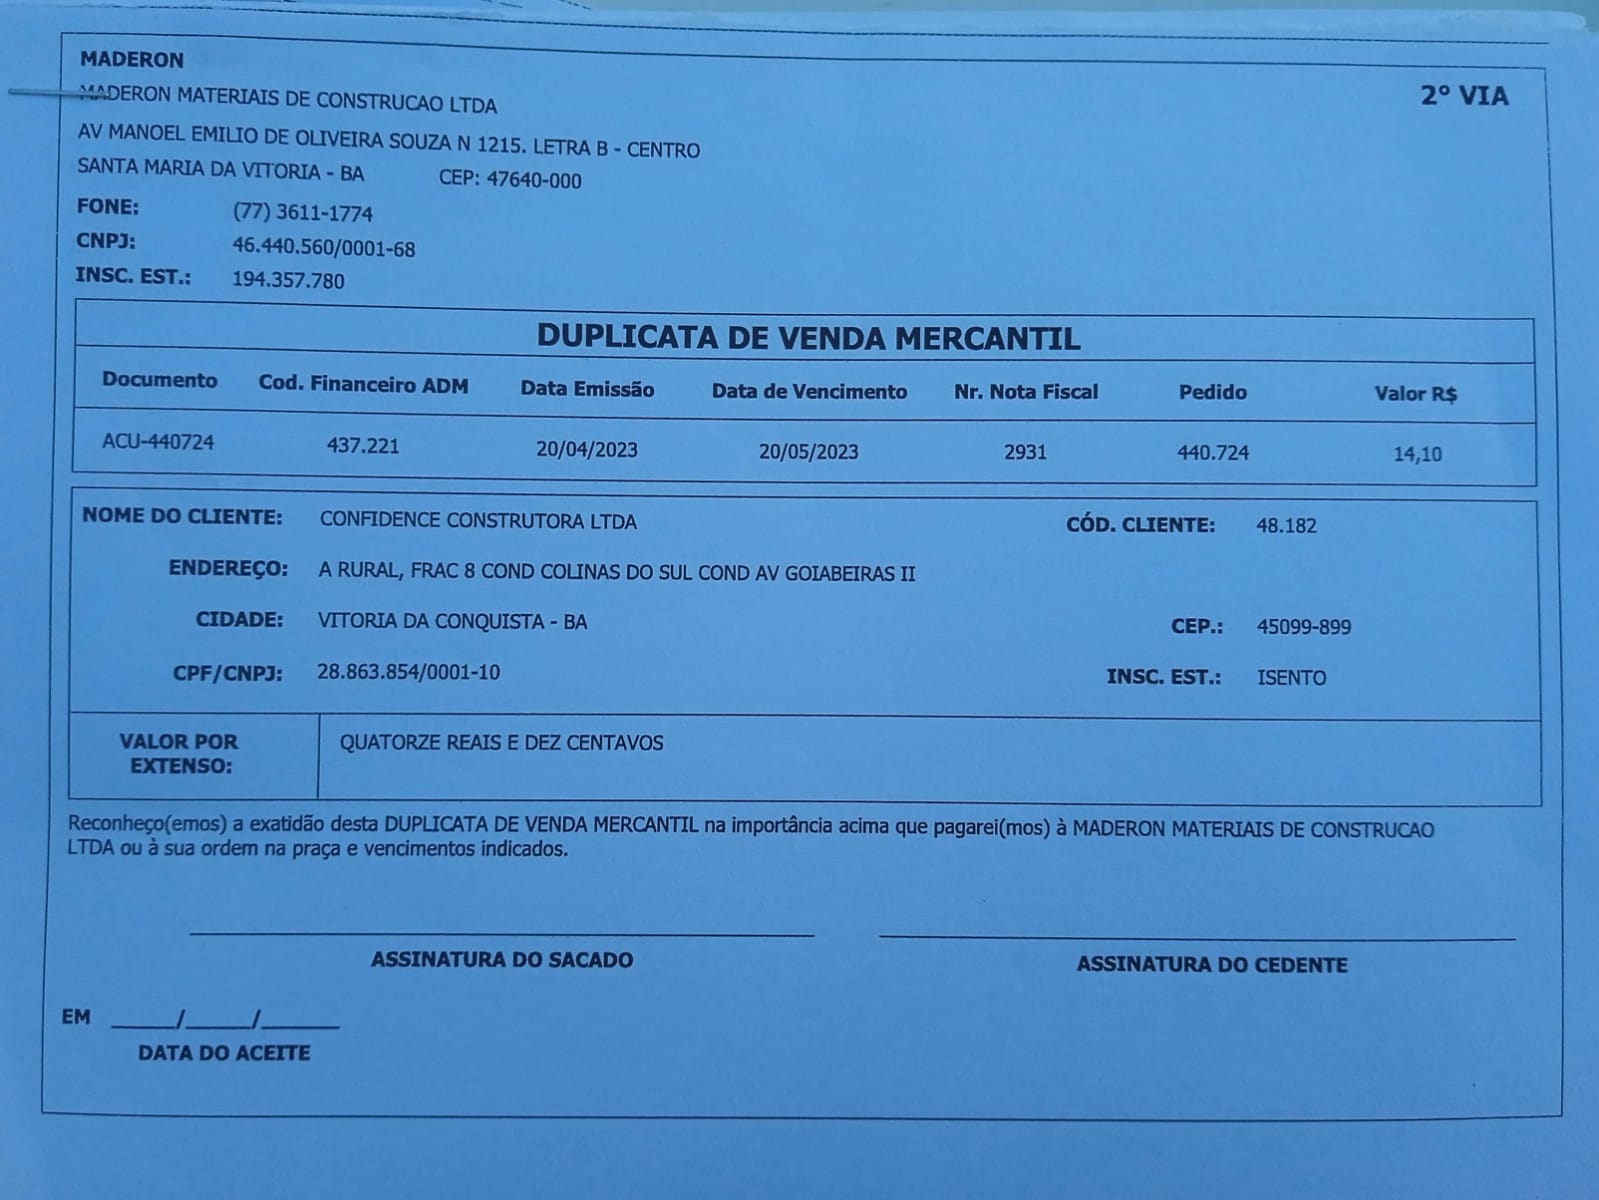 MADERON
MADERON MATERIAIS DE CONSTRUCAO LTDA
2º VIA
AV MANOEL EMILIO DE OLIVEIRA SOUZA N 1215. LETRA B - CENTRO
SANTA MARIA DA VITORIA - BA CEP: 47640-000
FONE: (77) 3611-1774
CNPJ: 46.440.560/0001-68
INSC. EST.: 194.357.780
DUPLICATA DE VENDA MERCANTIL
Documento Cod. Financeiro ADM Data Emissão Data de Vencimento Nr. Nota Fiscal Pedido Valor R$
ACU-440724 437.221 20/04/2023 20/05/2023 2931 440.724 14,10
NOME DO CLIENTE: CONFIDENCE CONSTRUTORA LTDA CÓD. CLIENTE: 48.182
ENDEREÇO: A RURAL, FRAC 8 COND COLINAS DO SUL COND AV GOIABEIRAS II
CIDADE: VITORIA DA CONQUISTA - BA CEP.: 45099-899
CPF/CNPJ: 28.863.854/0001-10 INSC. EST.: ISENTO
VALOR POR QUATORZE REAIS E DEZ CENTAVOS
EXTENSO:
Reconheço(emos) a exatidão desta DUPLICATA DE VENDA MERCANTIL na importância acima que pagarei(mos) à MADERON MATERIAIS DE CONSTRUCAO
LTDA ou à sua ordem na praça e vencimentos indicados.
ASSINATURA DO SACADO ASSINATURA DO CEDENTE
EM ____/____/____
DATA DO ACEITE